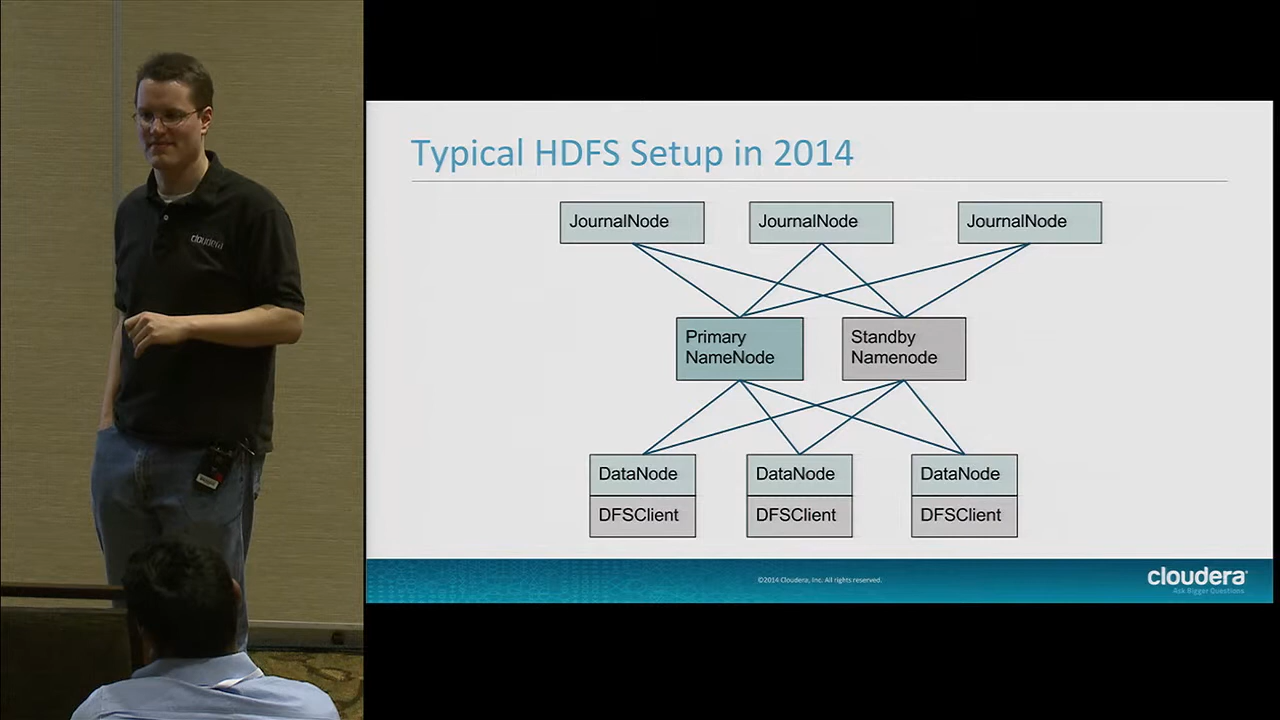 cloudera
Typical HDFS Setup in 2014
JournalNode
JournalNode
JournalNode
Primary
NameNode
Standby
Namenode
DataNode
DataNode
DataNode
DFSClient
DFSClient
DFSClient
©2014 Cloudera, Inc. All rights reserved.
cloudera
Ask Bigger Questions